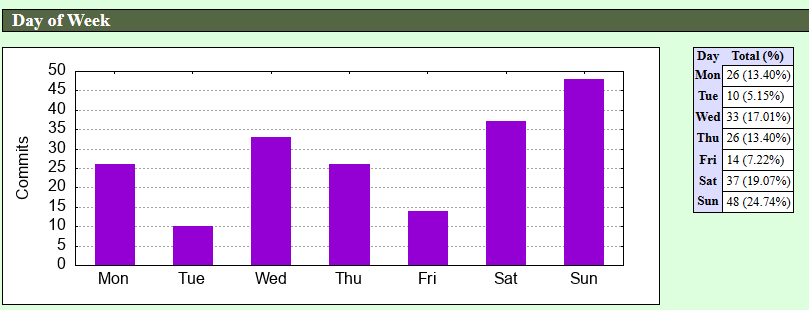 Day of Week
50
45
40
35
30
25
20
15
10
5
0
Commits
Mon Tue Wed Thu Fri Sat Sun
Day Total (%)
Mon 26 (13.40%)
Tue 10 (5.15%)
Wed 33 (17.01%)
Thu 26 (13.40%)
Fri 14 (7.22%)
Sat 37 (19.07%)
Sun 48 (24.74%)